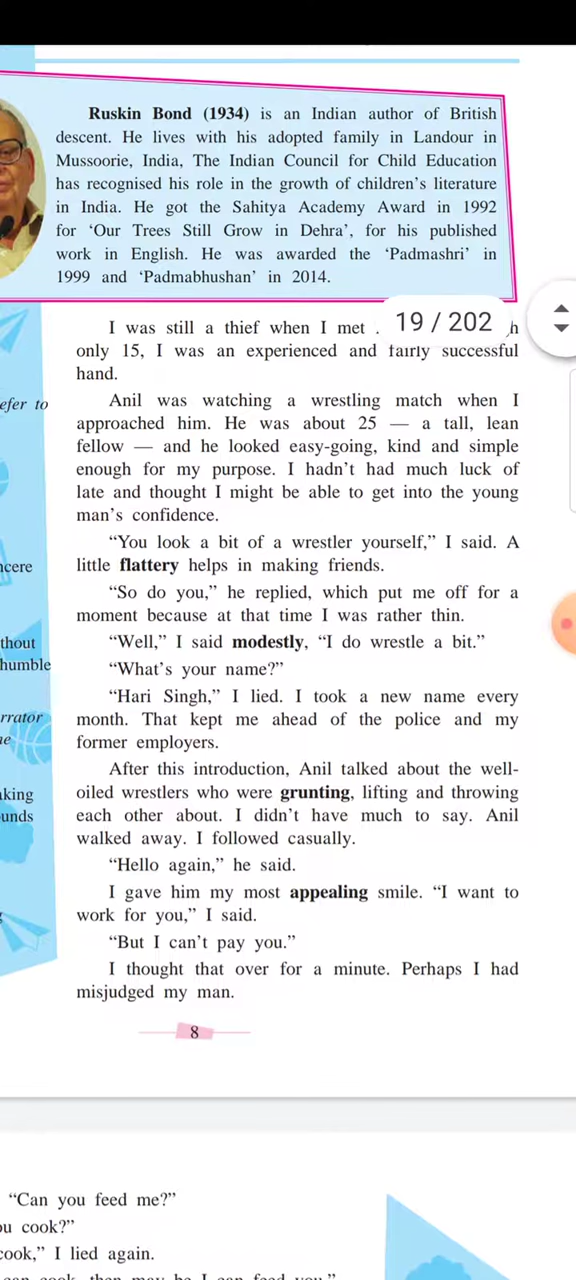 Ruskin Bond (1934) is an Indian author of British
descent. He lives with his adopted family in Landour in
Mussoorie, India, The Indian Council for Child Education
has recognised his role in the growth of children's literature
in India. He got the Sahitya Academy Award in 1992
for 'Our Trees Still Grow in Dehra', for his published
work in English. He was awarded the 'Padmashri' in
1999 and 'Padmabhushan' in 2014.
I was still a thief when I met
19 / 202
only 15, I was an experienced and fairly successful
hand.
efer to
Anil was watching a wrestling match when I
approached him. He was about 25 — a tall, lean
fellow — and he looked easy-going, kind and simple
enough for my purpose. I hadn't had much luck of
late and thought I might be able to get into the young
man's confidence.
"You look a bit of a wrestler yourself," I said. A
ncere
little flattery helps in making friends.
"So do you," he replied, which put me off for a
moment because at that time I was rather thin.
thout
"Well," I said modestly, "I do wrestle a bit."
humble
"What's your name?"
"Hari Singh," I lied. I took a new name every
rrator
month. That kept me ahead of the police and my
former employers.
After this introduction, Anil talked about the well-
aking
oiled wrestlers who were grunting, lifting and throwing
unds
each other about. I didn't have much to say. Anil
walked away. I followed casually.
"Hello again," he said.
I gave him my most appealing smile. "I want to
work for you," I said.
"But I can't pay you."
I thought that over for a minute. Perhaps I had
misjudged my man.
8
"Can you feed me?"
ou cook?"
cook," I lied again.
can cook, then may be I can feed you."